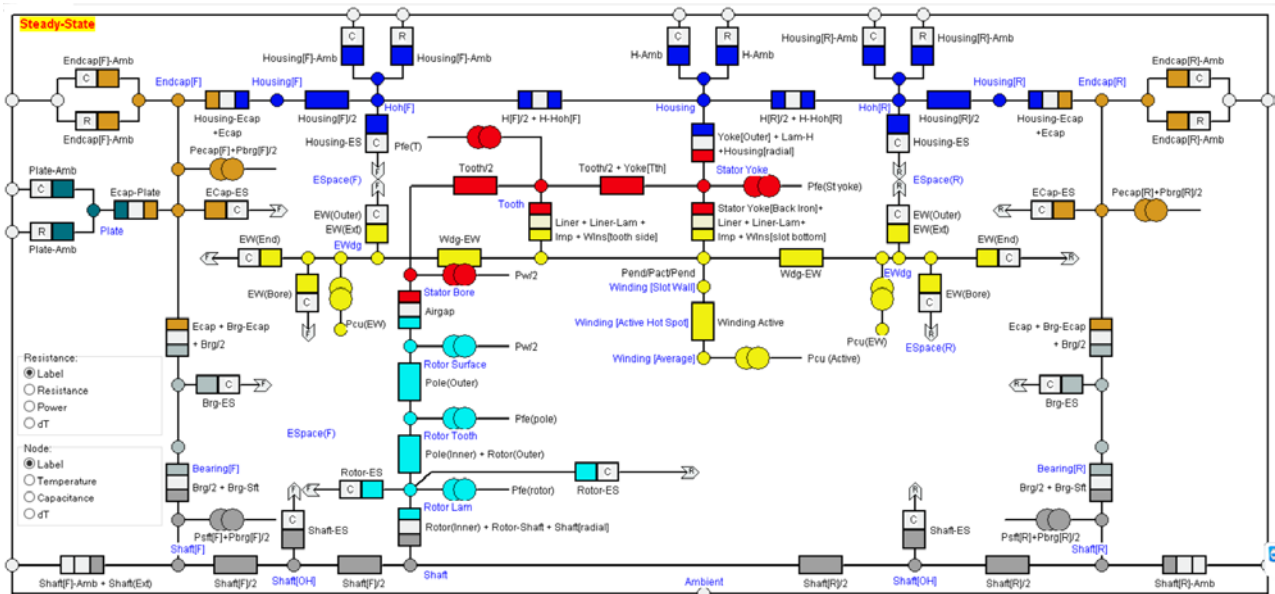 Steady-State
C
R
C
R
C
R
Housing[F]-Amb
Housing[F]-Amb
H-Amb
H-Amb
Housing[R]-Amb
Housing[R]-Amb
Endcap[F]-Amb
C
R
Endcap[F]-Amb
Endcap[F]
Housing-Ecap
+Ecap
Housing[F]
Housing[F]/2
Hoh[F]
H[F]/2 + H-Hoh[F]
Housing
H[R]/2 + H-Hoh[R]
Hoh[R]
Housing[R]/2
Housing[R]
Housing-Ecap +
Ecap
Endcap[R]
Endcap[R]-Amb
C
R
Endcap[R]-Amb
Housing-ES
C
Pfe(T)
Yoke[Outer] + Lam-H
+Housing[radial]
Housing-ES
C
Pecap[F]+Pbrg[F]/2
Tooth/2
Tooth/2 + Yoke[Tth]
Stator Yoke
Pfe(St yoke)
Plate-Amb
C
R
Plate-Amb
Plate
Ecap-Plate
ECap-ES
C
F
ESpace(F)
F
F
Tooth
ESpace(R)
R
R
ECap-ES
R
C
Pecap[R]+Pbrg[R]/2
C
EW(Outer)
EW(Ext)
Liner + Liner-Lam +
Imp + WIns[tooth side]
Stator Yoke[Back Iron]+
Liner + Liner-Lam+
Imp + WIns[slot bottom]
C
EW(Outer)
EW(Ext)
EW(End)
F
C
EWdg
Wdg-EW
Wdg-EW
EWdg
EW(End)
C
R
EW(Bore)
C
F
Pcu(EW)
Pw/2
Stator Bore
Airgap
Pend/Pact/Pend
Winding [Slot Wall]
Winding [Active Hot Spot]
Winding Active
Winding [Average]
Pcu (Active)
Pcu(EW)
EW(Bore)
C
R
ESpace(R)
Ecap + Brg-Ecap
+ Brg/2
Pw/2
Rotor Surface
Pole(Outer)
Ecap + Brg-Ecap
+ Brg/2
Resistance:
Label
Resistance
Power
dT
C
F
Brg-ES
R
C
Brg-ES
ESpace(F)
Pfe(pole)
Rotor Tooth
Pole(Inner) + Rotor(Outer)
Node:
Label
Temperature
Capacitance
dT
Bearing[F]
Brg/2 + Brg-Sft
Rotor-ES
F
C
C
R
Rotor-ES
Pfe(rotor)
Rotor Lam
Rotor(Inner) + Rotor-Shaft + Shaft[radial]
Bearing[R]
Brg/2 + Brg-Sft
F
C
Shaft-ES
Psft[F]+Pbrg[F]/2
R
C
Shaft-ES
Psft[R]+Pbrg[R]/2
Shaft[F]-Amb + Shaft(Ext)
Shaft[F]
Shaft[F]/2
Shaft[OH]
Shaft[F]/2
Shaft
Ambient
Shaft[R]/2
Shaft[OH]
Shaft[R]/2
Shaft[R]
Shaft[R]-Amb